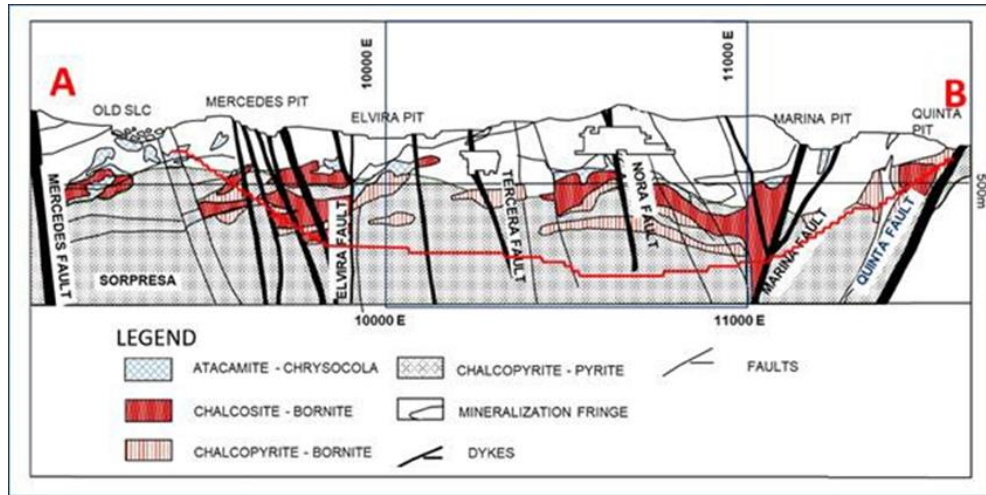 10000 E
11000 E
A
B
OLD SLC
MERCEDES PIT
ELVIRA PIT
MARINA PIT
QUINTA
PIT
500m
MERCEDES FAULT
ELVIRA FAULT
TERCERA FAULT
NORA FAULT
MARINA FAULT
QUINTA FAULT
SORPRESA
10000 E
11000 E
LEGEND
ATACAMITE - CHRYSOCOLA
CHALCOPYRITE - PYRITE
FAULTS
CHALCOSITE - BORNITE
MINERALIZATION FRINGE
CHALCOPYRITE - BORNITE
DYKES